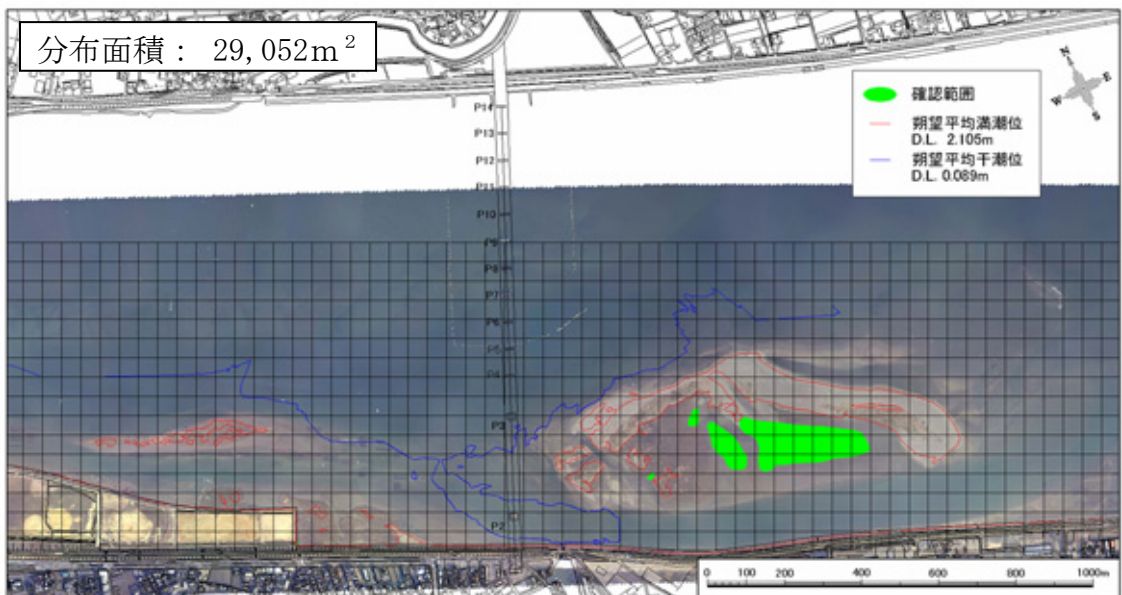 分布面積： 29,052m²
N
E
W
S
確認範囲
朔望平均満潮位
D.L. 2.105m
朔望平均干潮位
D.L. 0.089m
P14
P13
P12
P11
P10
P9
P8
P7
P6
P5
P4
P3
P2
0 100 200 400 600 800 1000m